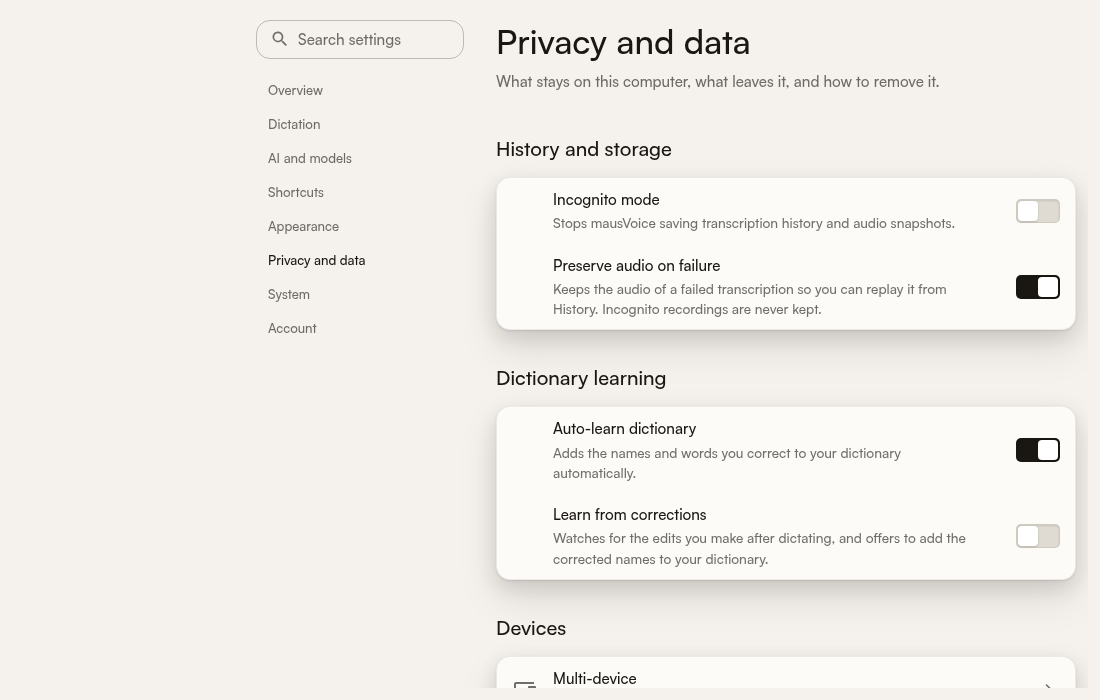 Search settings
Overview
Dictation
AI and models
Shortcuts
Appearance
Privacy and data
System
Account
Privacy and data
What stays on this computer, what leaves it, and how to remove it.
History and storage
Incognito mode
Stops mausVoice saving transcription history and audio snapshots.
Preserve audio on failure
Keeps the audio of a failed transcription so you can replay it from
History. Incognito recordings are never kept.
Dictionary learning
Auto-learn dictionary
Adds the names and words you correct to your dictionary
automatically.
Learn from corrections
Watches for the edits you make after dictating, and offers to add the
corrected names to your dictionary.
Devices
Multi-device